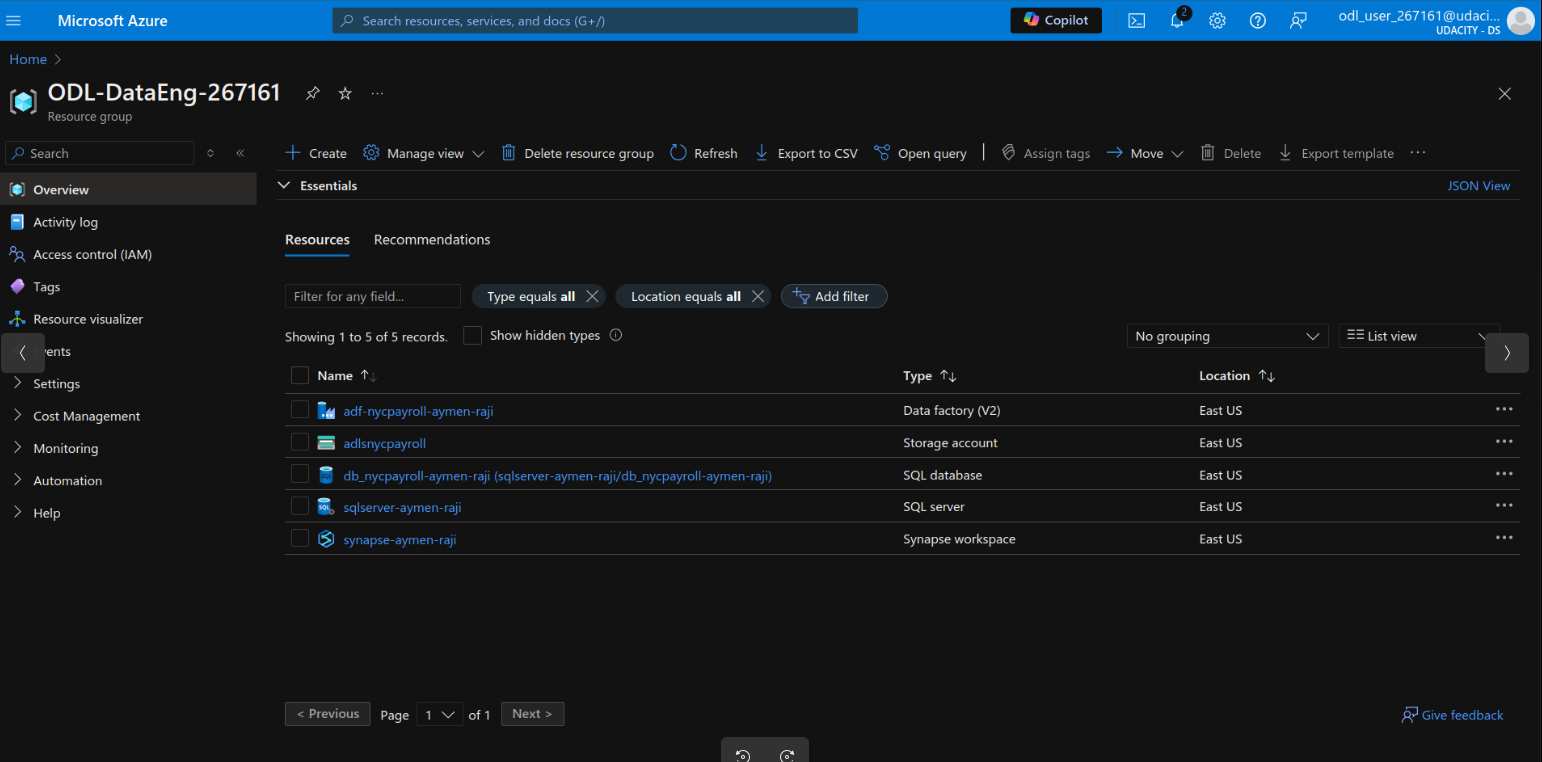 Microsoft Azure
Search resources, services, and docs (G+/)
Copilot
2
odl_user_267161@udaci...
UDACITY - DS
Home
ODL-DataEng-267161
Resource group
Search
Create
Manage view
Delete resource group
Refresh
Export to CSV
Open query
Assign tags
Move
Delete
Export template
Overview
Activity log
Access control (IAM)
Tags
Resource visualizer
Settings
Cost Management
Monitoring
Automation
Help
Essentials
JSON View
Resources Recommendations
Filter for any field...
Type equals all
Location equals all
Add filter
Showing 1 to 5 of 5 records.
Show hidden types
No grouping
List view
Name Type Location
adf-nycpayroll-aymen-raji Data factory (V2) East US
adlsnycpayroll Storage account East US
db_nycpayroll-aymen-raji (sqlserver-aymen-raji/db_nycpayroll-aymen-raji) SQL database East US
sqlserver-aymen-raji SQL server East US
synapse-aymen-raji Synapse workspace East US
< Previous Page 1 of 1 Next >
Give feedback